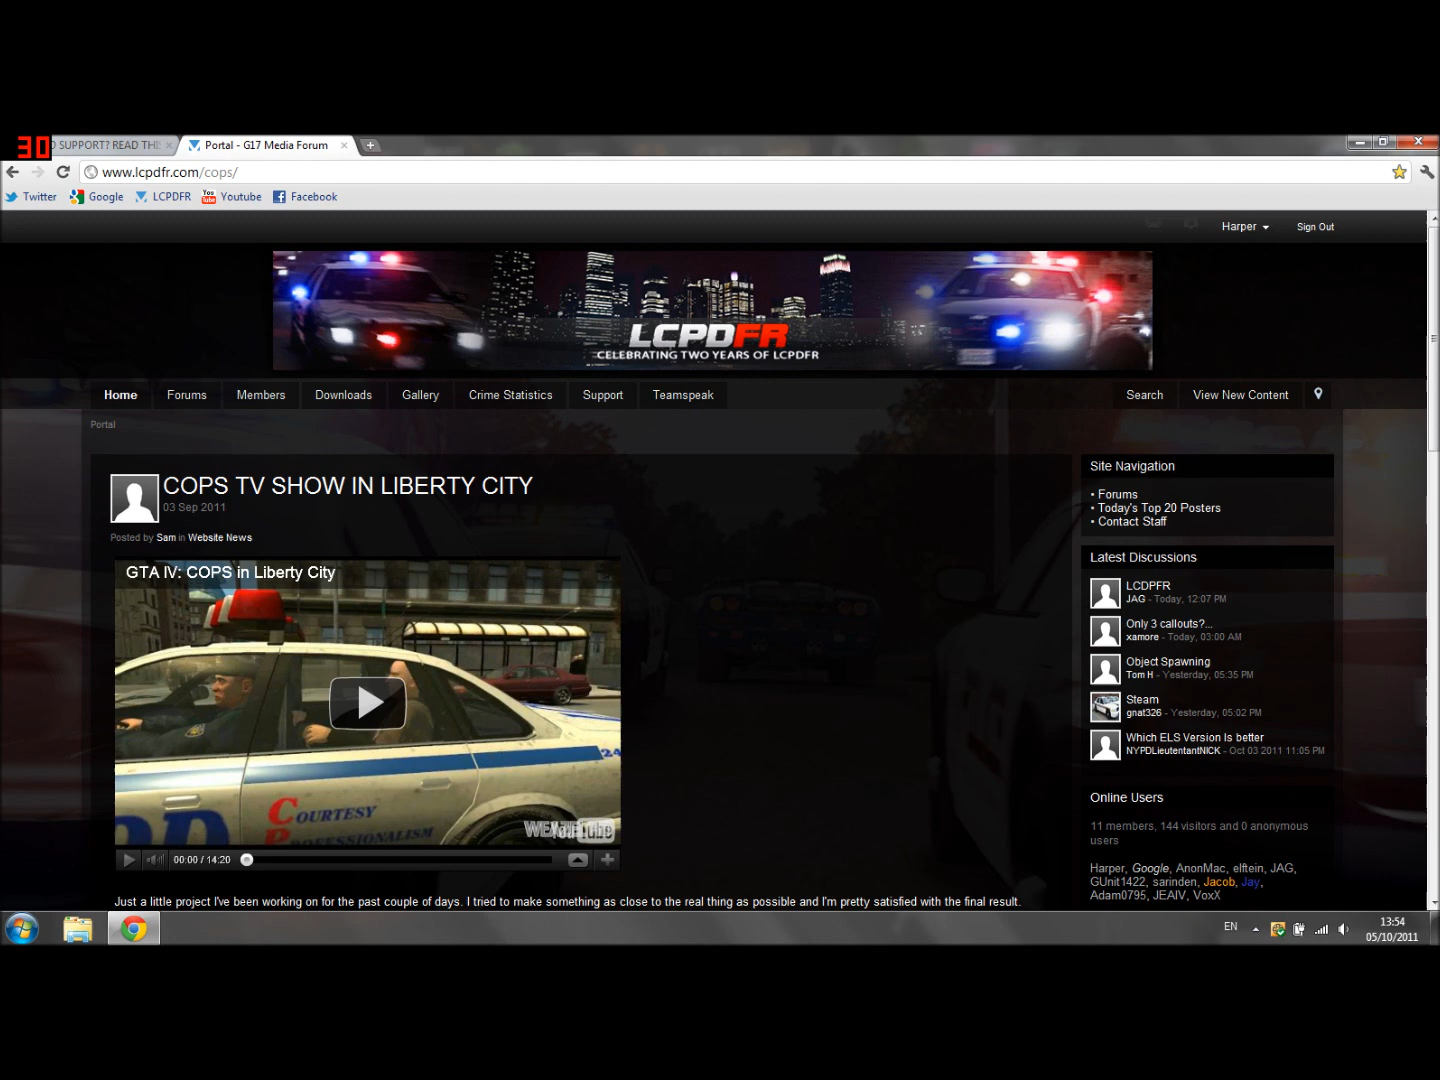 30
D SUPPORT? READ THIS
Portal - G17 Media Forum
www.lcpdfr.com/cops/
Twitter Google LCPDFR Youtube Facebook
Harper Sign Out
LCPDFR
CELEBRATING TWO YEARS OF LCPDFR
Home Forums Members Downloads Gallery Crime Statistics Support Teamspeak Search View New Content
Portal
COPS TV SHOW IN LIBERTY CITY
03 Sep 2011
Posted by Sam in Website News
GTA IV: COPS in Liberty City
24
COURTESY
PROFESSIONALISM
PD
YouTube
00:00 / 14:20
Just a little project I've been working on for the past couple of days. I tried to make something as close to the real thing as possible and I'm pretty satisfied with the final result.
Site Navigation
• Forums
• Today's Top 20 Posters
• Contact Staff
Latest Discussions
LCDPFR
JAG - Today, 12:07 PM
Only 3 callouts?...
xamore - Today, 03:00 AM
Object Spawning
Tom H - Yesterday, 05:35 PM
Steam
gnat326 - Yesterday, 05:02 PM
Which ELS Version Is better
NYPDLieutentantNICK - Oct 03 2011 11:05 PM
Online Users
11 members, 144 visitors and 0 anonymous
users
Harper, Google, AnonMac, elftein, JAG,
GUnit1422, sarinden, Jacob, Jay,
Adam0795, JEAIV, VoxX
EN
13:54
05/10/2011